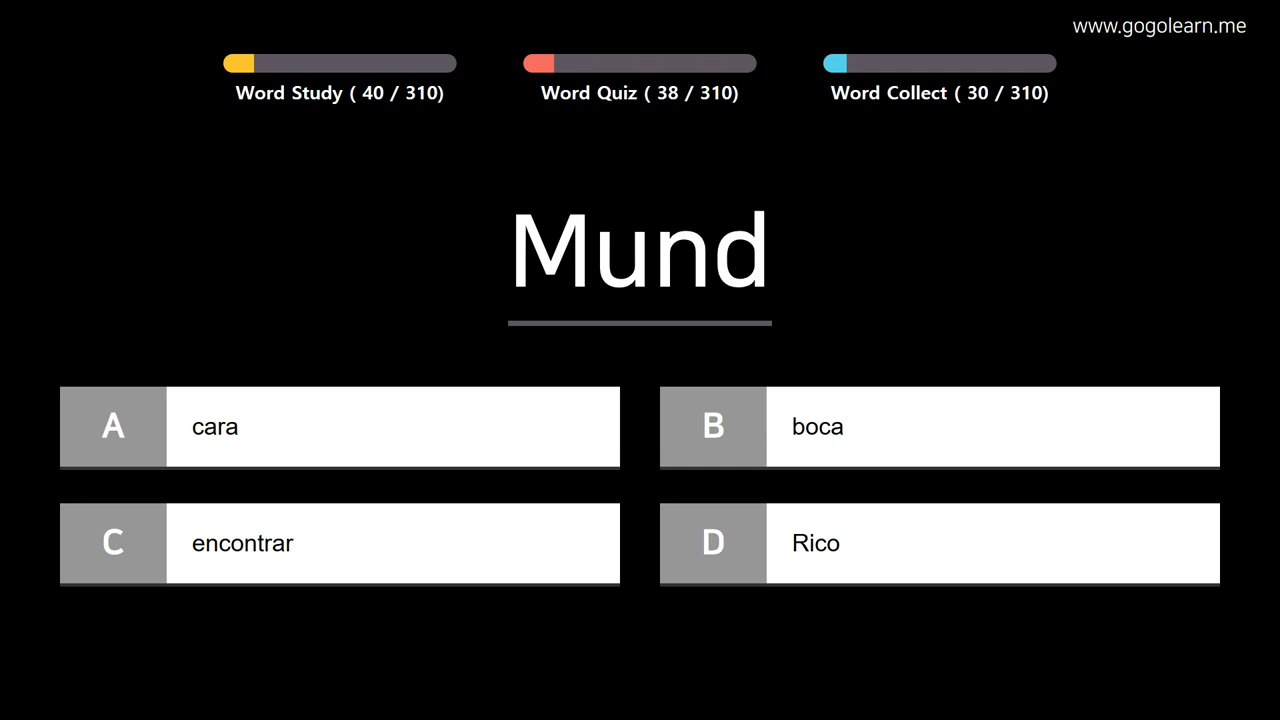 www.gogolearn.me
Word Study ( 40 / 310)
Word Quiz ( 38 / 310)
Word Collect ( 30 / 310)
Mund
A cara
B boca
C encontrar
D Rico